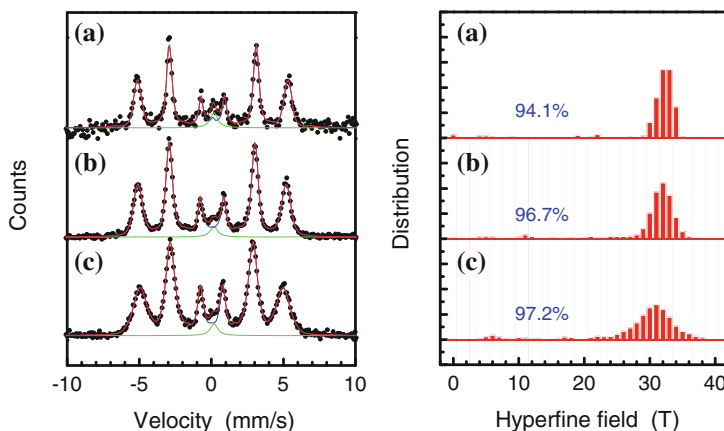 (a)
(b)
(c)
Counts
-10 -5 0 5 10
Velocity (mm/s)
(a)
94.1%
(b)
96.7%
(c)
97.2%
Distribution
0 10 20 30 40
Hyperfine field (T)